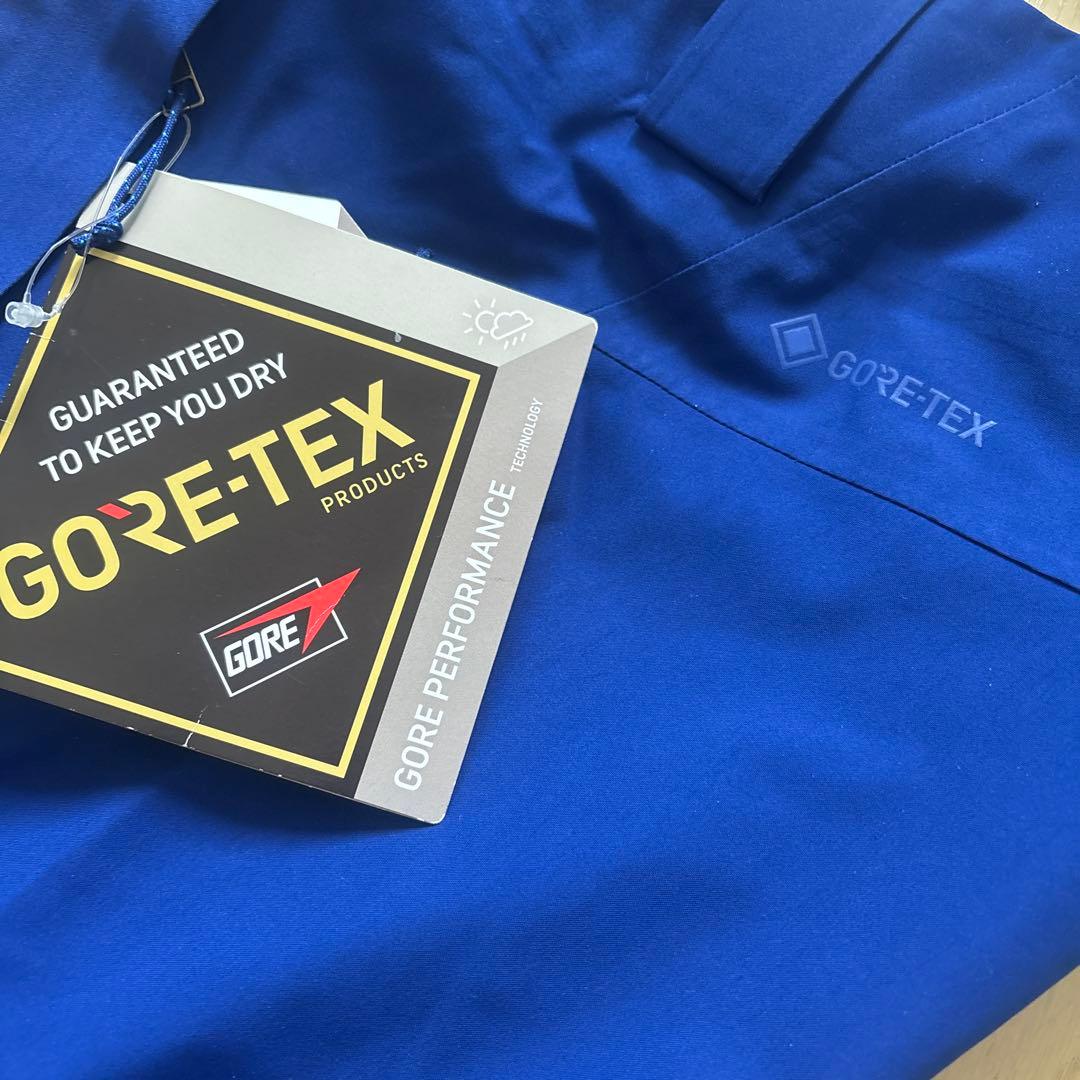 GUARANTEED
TO KEEP YOU DRY
GORE-TEX
PRODUCTS
GORE
GORE PERFORMANCE TECHNOLOGY
GORE-TEX